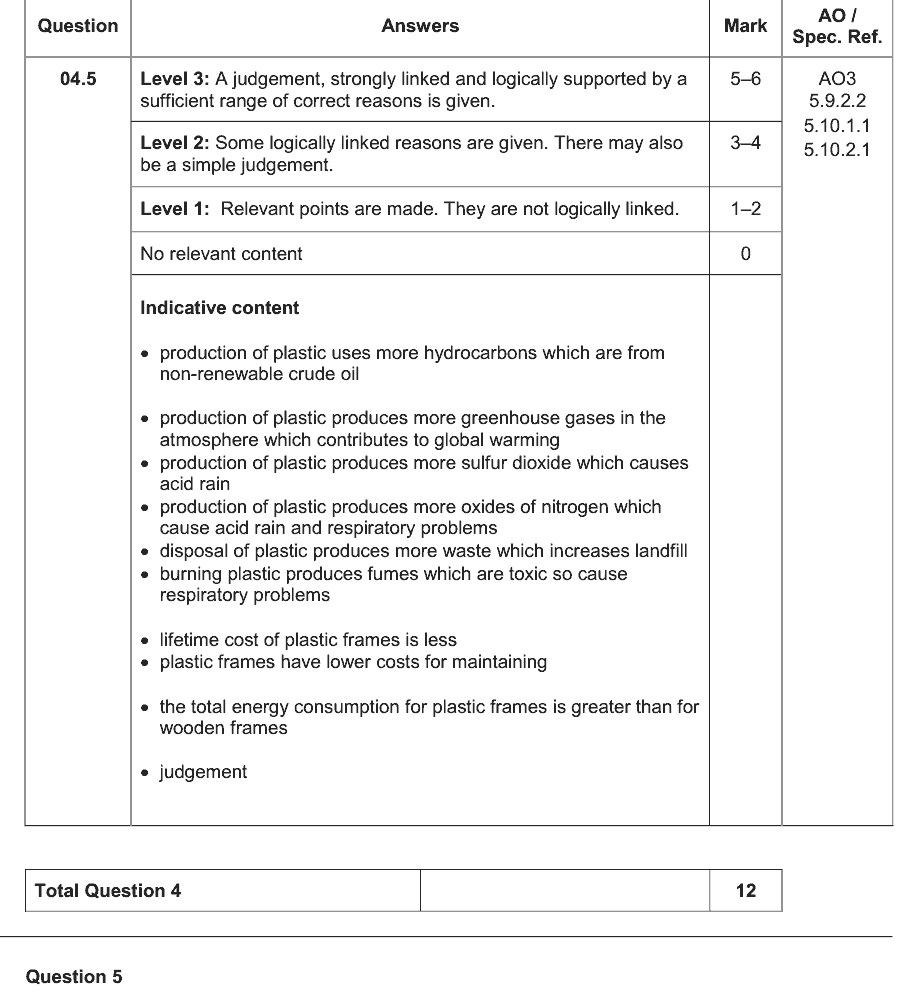 Question
Answers
Mark
AO /
Spec. Ref.
04.5
Level 3: A judgement, strongly linked and logically supported by a
sufficient range of correct reasons is given.
5–6
AO3
5.9.2.2
5.10.1.1
5.10.2.1
Level 2: Some logically linked reasons are given. There may also
be a simple judgement.
3–4
Level 1: Relevant points are made. They are not logically linked.
1–2
No relevant content
0
Indicative content
• production of plastic uses more hydrocarbons which are from
non-renewable crude oil
• production of plastic produces more greenhouse gases in the
atmosphere which contributes to global warming
• production of plastic produces more sulfur dioxide which causes
acid rain
• production of plastic produces more oxides of nitrogen which
cause acid rain and respiratory problems
• disposal of plastic produces more waste which increases landfill
• burning plastic produces fumes which are toxic so cause
respiratory problems
• lifetime cost of plastic frames is less
• plastic frames have lower costs for maintaining
• the total energy consumption for plastic frames is greater than for
wooden frames
• judgement
Total Question 4
12
Question 5